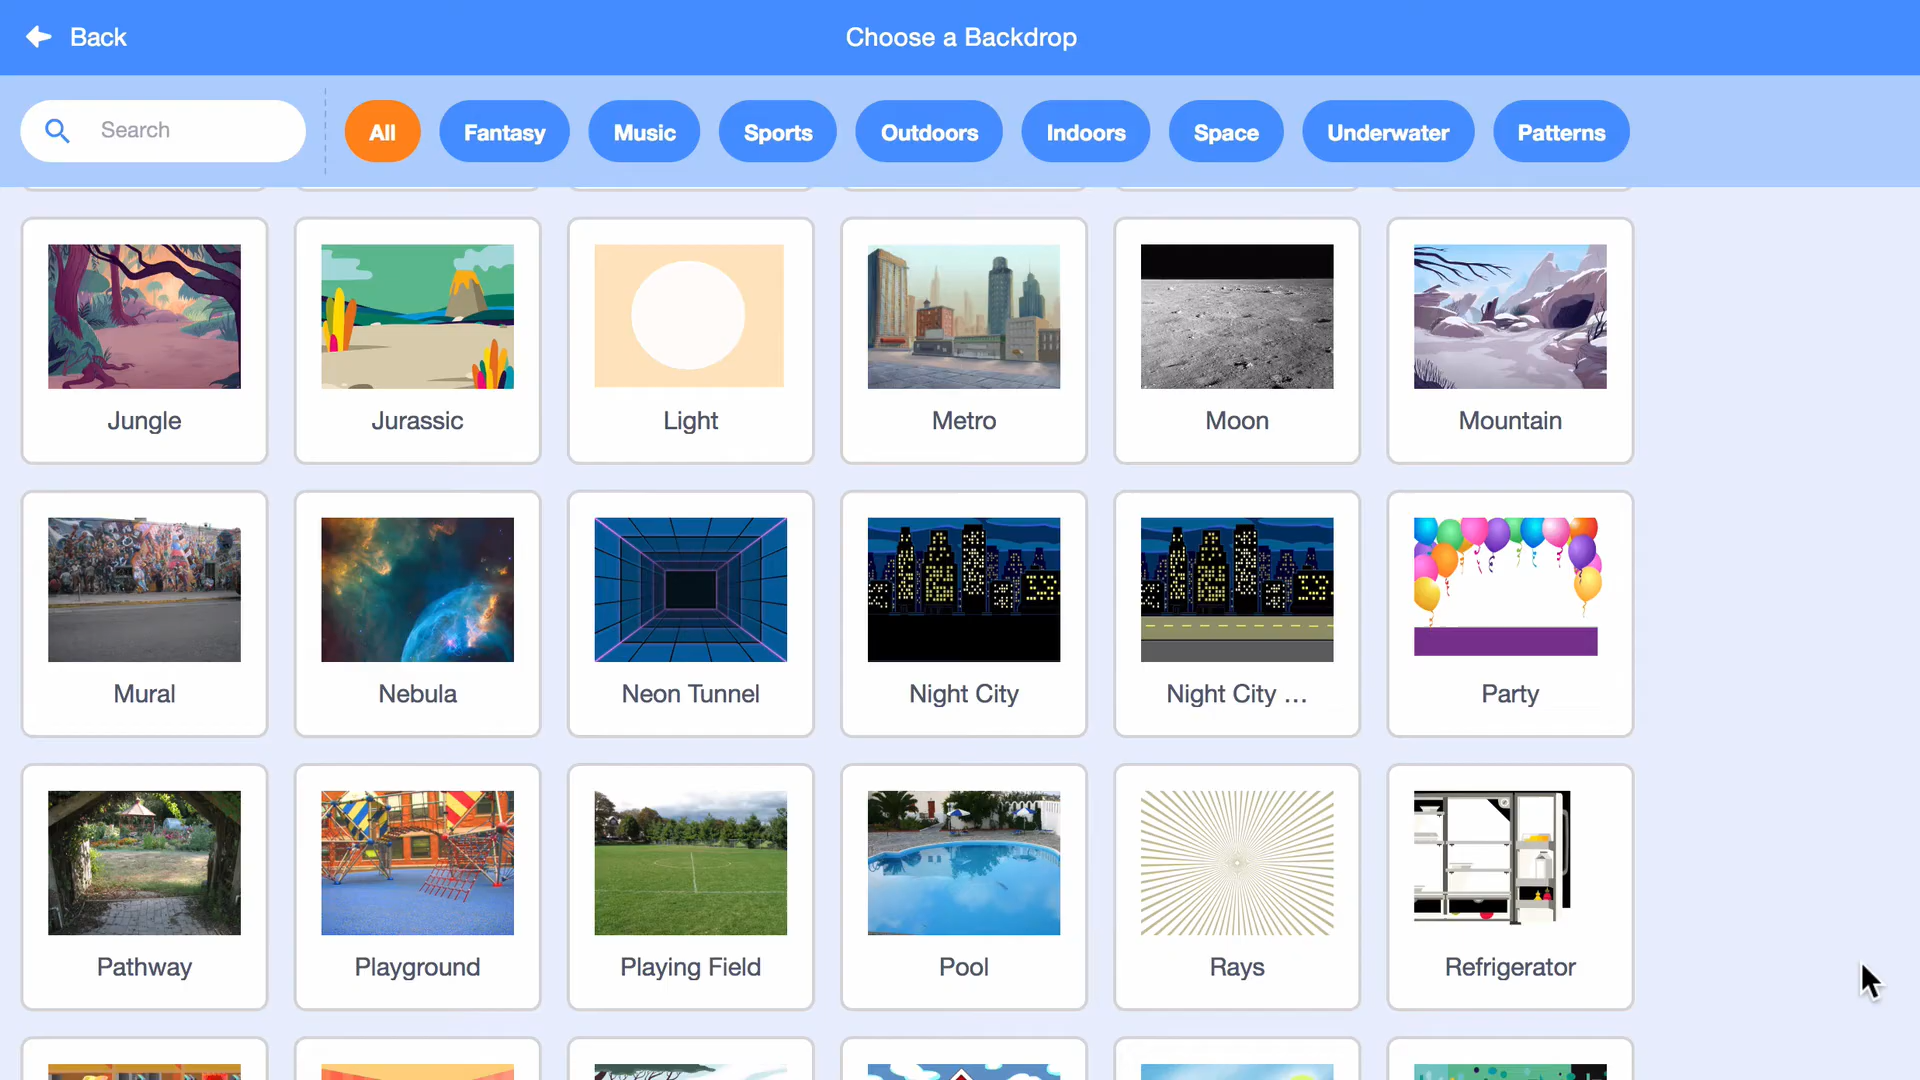 Back
Choose a Backdrop
Search
All Fantasy Music Sports Outdoors Indoors Space Underwater Patterns
Jungle Jurassic Light Metro Moon Mountain
Mural Nebula Neon Tunnel Night City Night City ... Party
Pathway Playground Playing Field Pool Rays Refrigerator